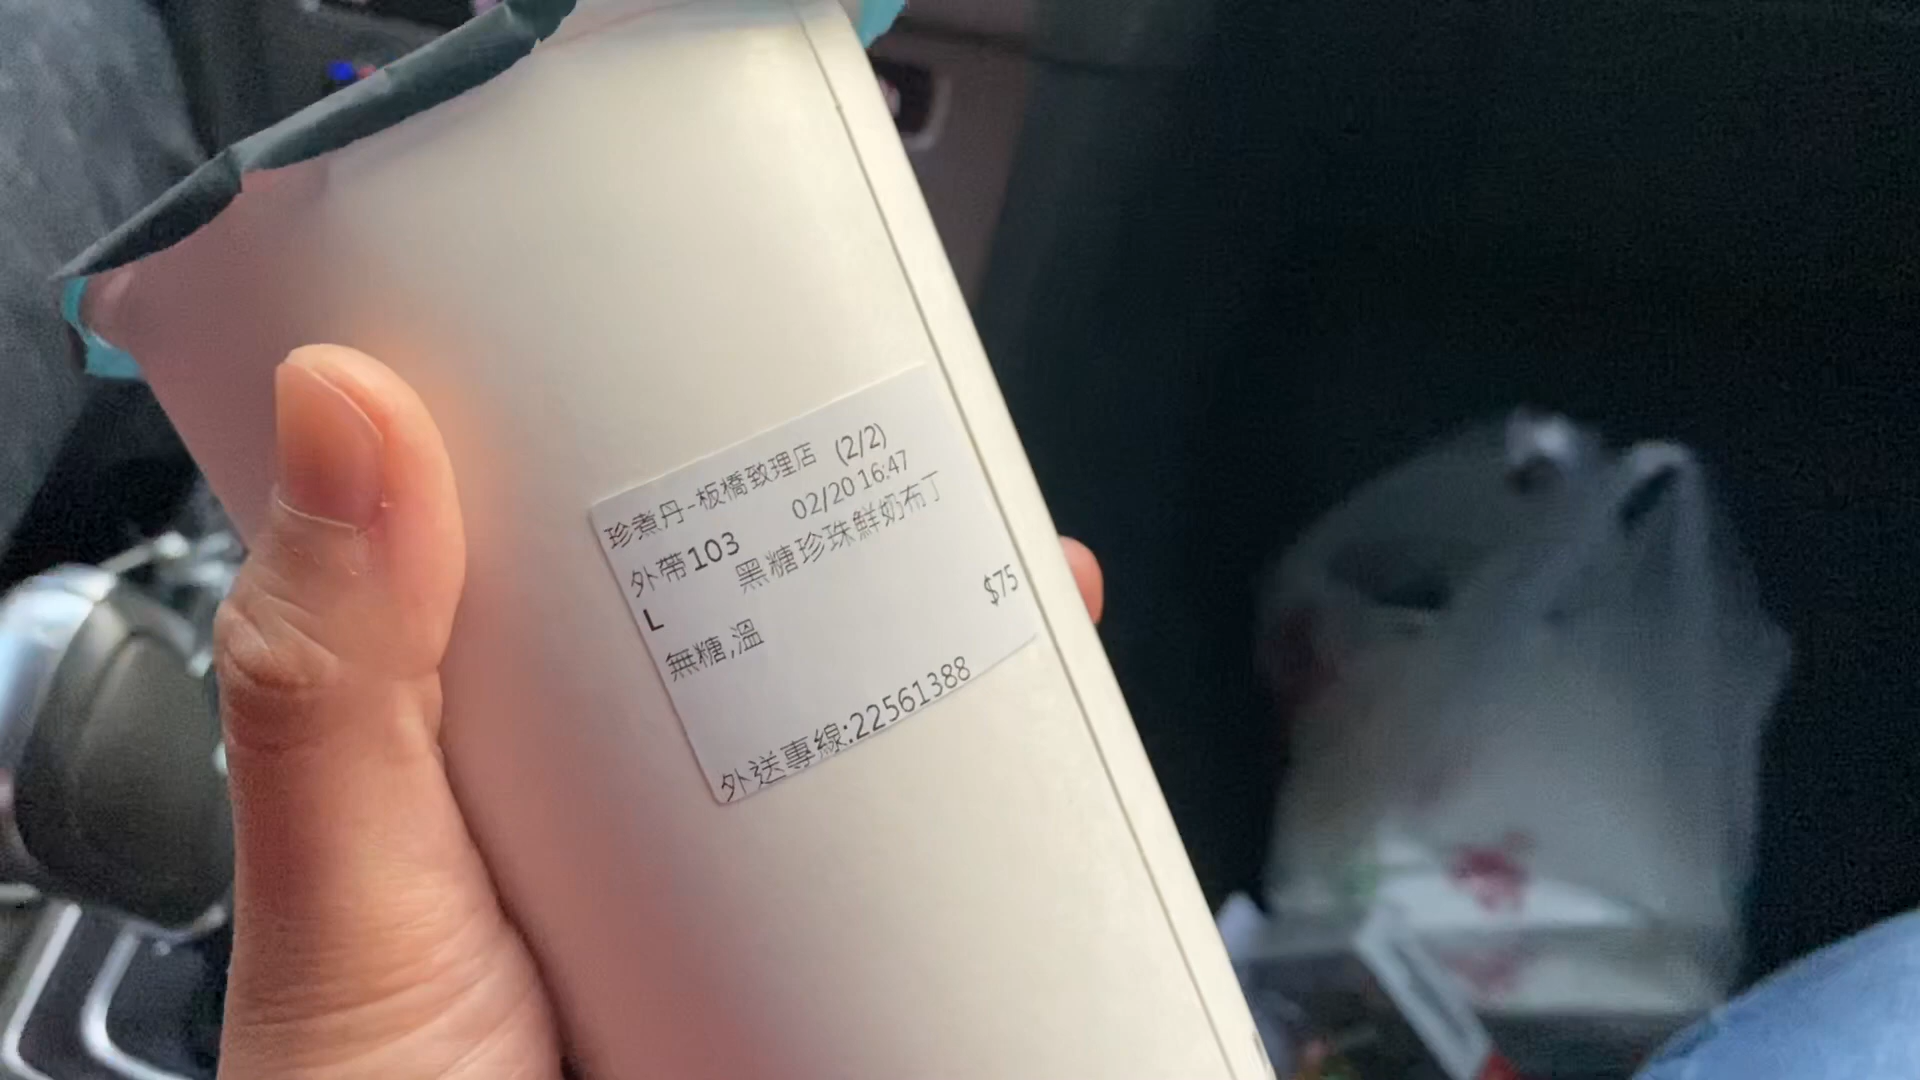 珍煮丹-板橋致理店 (2/2)
02/20 16:47
外帶103
黑糖珍珠鮮奶布丁
L
$75
無糖,溫
外送專線:22561388